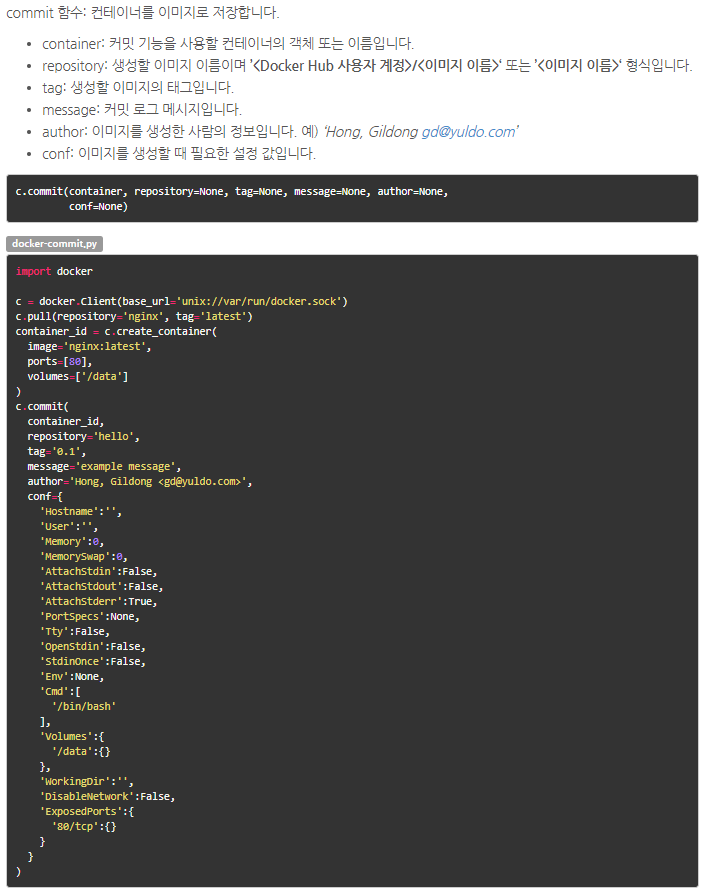 commit 함수: 컨테이너를 이미지로 저장합니다.
• container: 커밋 기능을 사용할 컨테이너의 객체 또는 이름입니다.
• repository: 생성할 이미지 이름이며 '<Docker Hub 사용자 계정>/<이미지 이름>‘ 또는 '<이미지 이름>‘ 형식입니다.
• tag: 생성할 이미지의 태그입니다.
• message: 커밋 로그 메시지입니다.
• author: 이미지를 생성한 사람의 정보입니다. 예) ‘Hong, Gildong gd@yuldo.com’
• conf: 이미지를 생성할 때 필요한 설정 값입니다.
c.commit(container, repository=None, tag=None, message=None, author=None,
         conf=None)
docker-commit.py
import docker
c = docker.Client(base_url='unix://var/run/docker.sock')
c.pull(repository='nginx', tag='latest')
container_id = c.create_container(
  image='nginx:latest',
  ports=[80],
  volumes=['/data']
)
c.commit(
  container_id,
  repository='hello',
  tag='0.1',
  message='example message',
  author='Hong, Gildong <gd@yuldo.com>',
  conf={
    'Hostname':'',
    'User':'',
    'Memory':0,
    'MemorySwap':0,
    'AttachStdin':False,
    'AttachStdout':False,
    'AttachStderr':True,
    'PortSpecs':None,
    'Tty':False,
    'OpenStdin':False,
    'StdinOnce':False,
    'Env':None,
    'Cmd':[
      '/bin/bash'
    ],
    'Volumes':{
      '/data':{}
    },
    'WorkingDir':'',
    'DisableNetwork':False,
    'ExposedPorts':{
      '80/tcp':{}
    }
  }
)